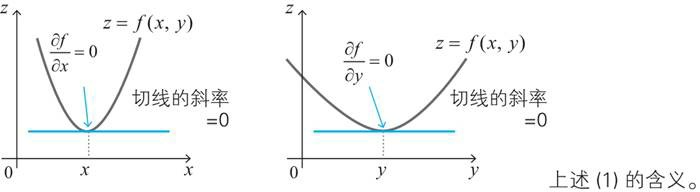 z
z = f(x, y)
∂f/∂x = 0
切线的斜率
=0
0
x
x
z
z = f(x, y)
∂f/∂y = 0
切线的斜率
=0
0
y
y
上述 (1) 的含义。